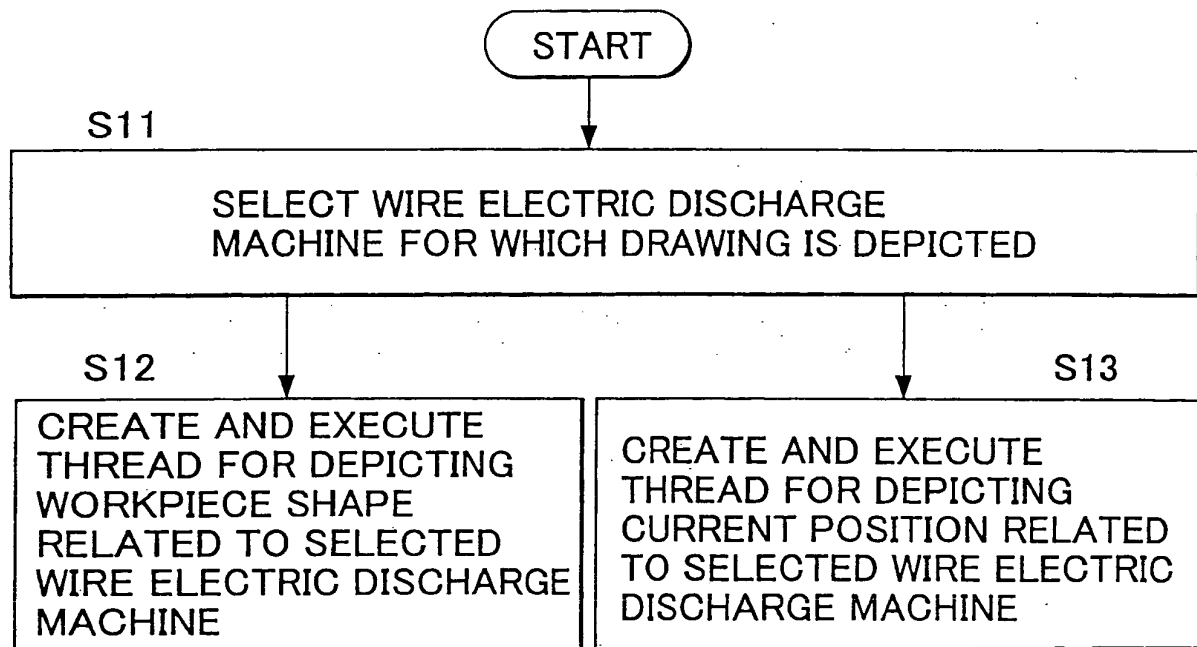 START
S11
SELECT WIRE ELECTRIC DISCHARGE
MACHINE FOR WHICH DRAWING IS DEPICTED
S12
CREATE AND EXECUTE
THREAD FOR DEPICTING
WORKPIECE SHAPE
RELATED TO SELECTED
WIRE ELECTRIC DISCHARGE
MACHINE
S13
CREATE AND EXECUTE
THREAD FOR DEPICTING
CURRENT POSITION RELATED
TO SELECTED WIRE ELECTRIC
DISCHARGE MACHINE